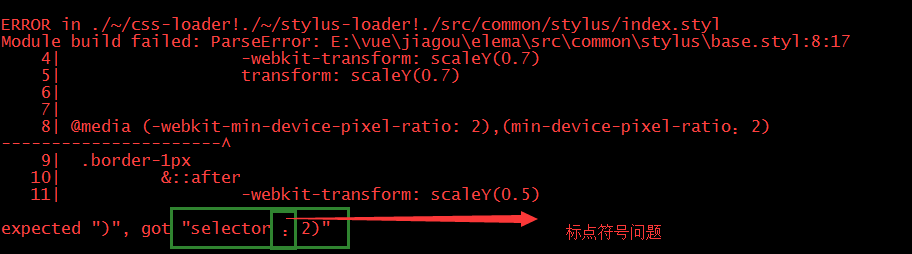 ERROR in ./~/css-loader!./~/stylus-loader!./src/common/stylus/index.styl
Module build failed: ParseError: E:\vue\jiagou\elema\src\common\stylus\base.styl:8:17
4| -webkit-transform: scaleY(0.7)
5| transform: scaleY(0.7)
6|
7|
8| @media (-webkit-min-device-pixel-ratio: 2),(min-device-pixel-ratio：2)
----------------------^
9| .border-1px
10| &::after
11| -webkit-transform: scaleY(0.5)
expected ")", got "selector ：2)"
标点符号问题